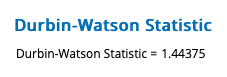 Durbin-Watson Statistic
Durbin-Watson Statistic = 1.44375